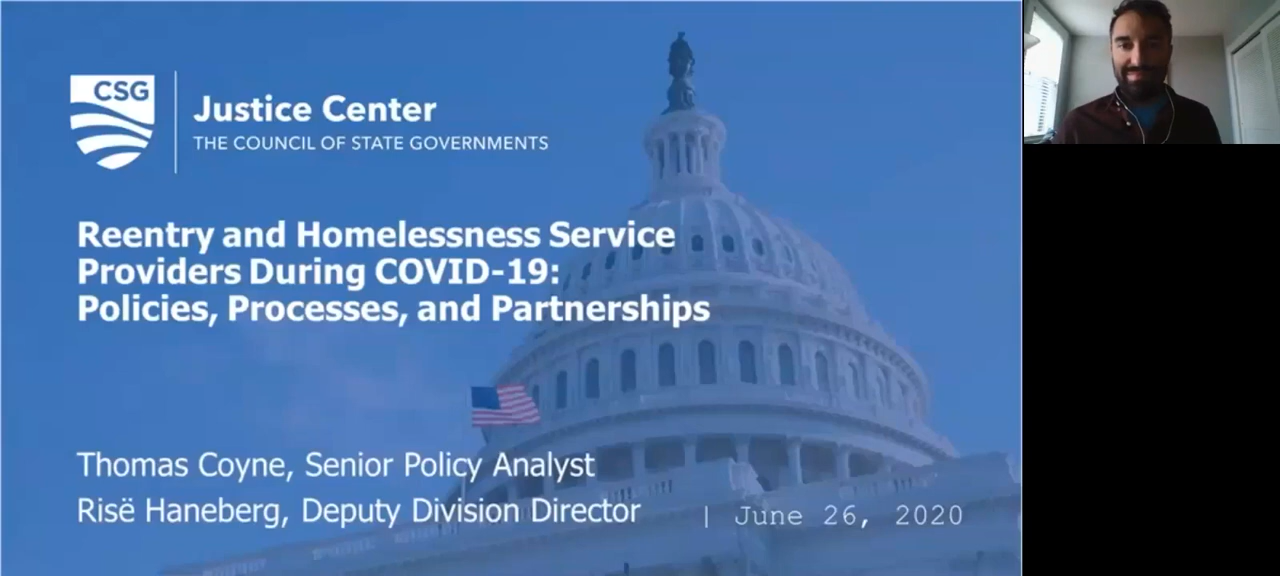 CSG
Justice Center
THE COUNCIL OF STATE GOVERNMENTS
Reentry and Homelessness Service
Providers During COVID-19:
Policies, Processes, and Partnerships
Thomas Coyne, Senior Policy Analyst
Risë Haneberg, Deputy Division Director
| June 26, 2020